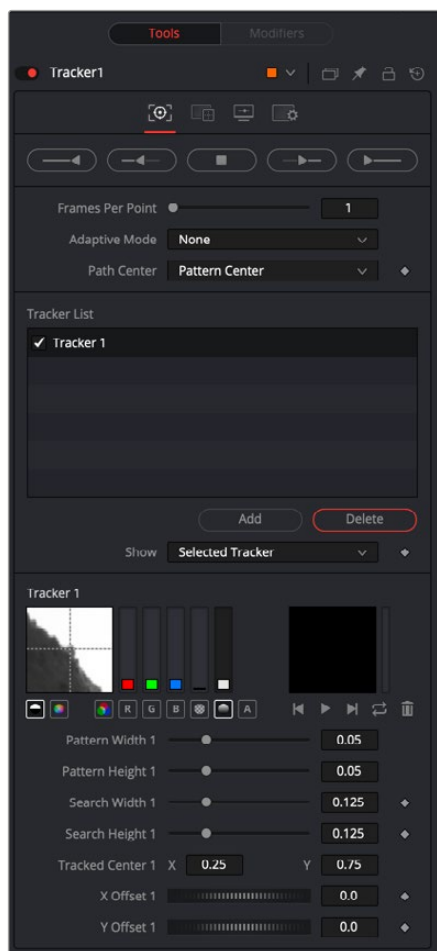 Tools Modifiers
Tracker1
Frames Per Point 1
Adaptive Mode None
Path Center Pattern Center
Tracker List
Tracker 1
Add Delete
Show Selected Tracker
Tracker 1
R G B A
Pattern Width 1 0.05
Pattern Height 1 0.05
Search Width 1 0.125
Search Height 1 0.125
Tracked Center 1 X 0.25 Y 0.75
X Offset 1 0.0
Y Offset 1 0.0